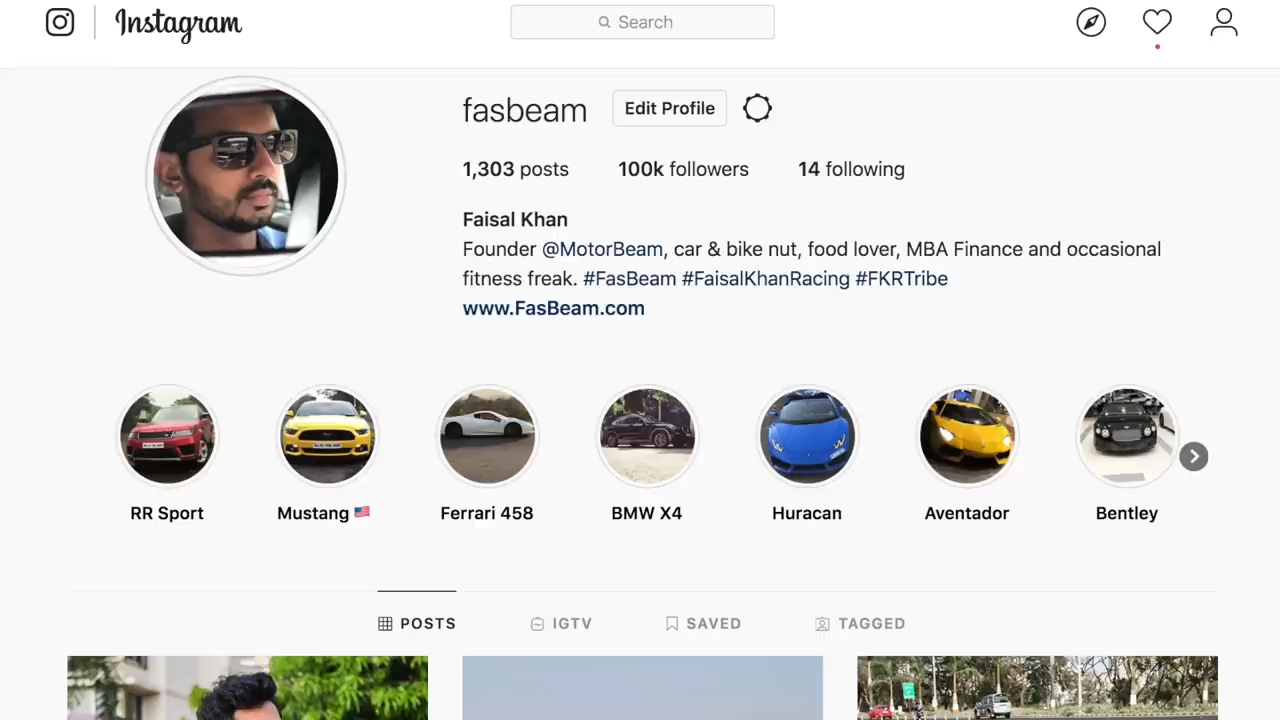 Instagram
Search
fasbeam Edit Profile
1,303 posts 100k followers 14 following
Faisal Khan
Founder @MotorBeam, car & bike nut, food lover, MBA Finance and occasional
fitness freak. #FasBeam #FaisalKhanRacing #FKRTribe
www.FasBeam.com
RR Sport Mustang 🇺🇸 Ferrari 458 BMW X4 Huracan Aventador Bentley
POSTS IGTV SAVED TAGGED